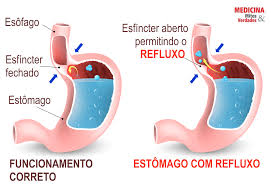 MEDICINA
Mitos
Verdades&
Esôfago
Esfíncter
fechado
Estômago
FUNCIONAMENTO
CORRETO
Esfíncter aberto
permitindo o
REFLUXO
ESTÔMAGO COM REFLUXO